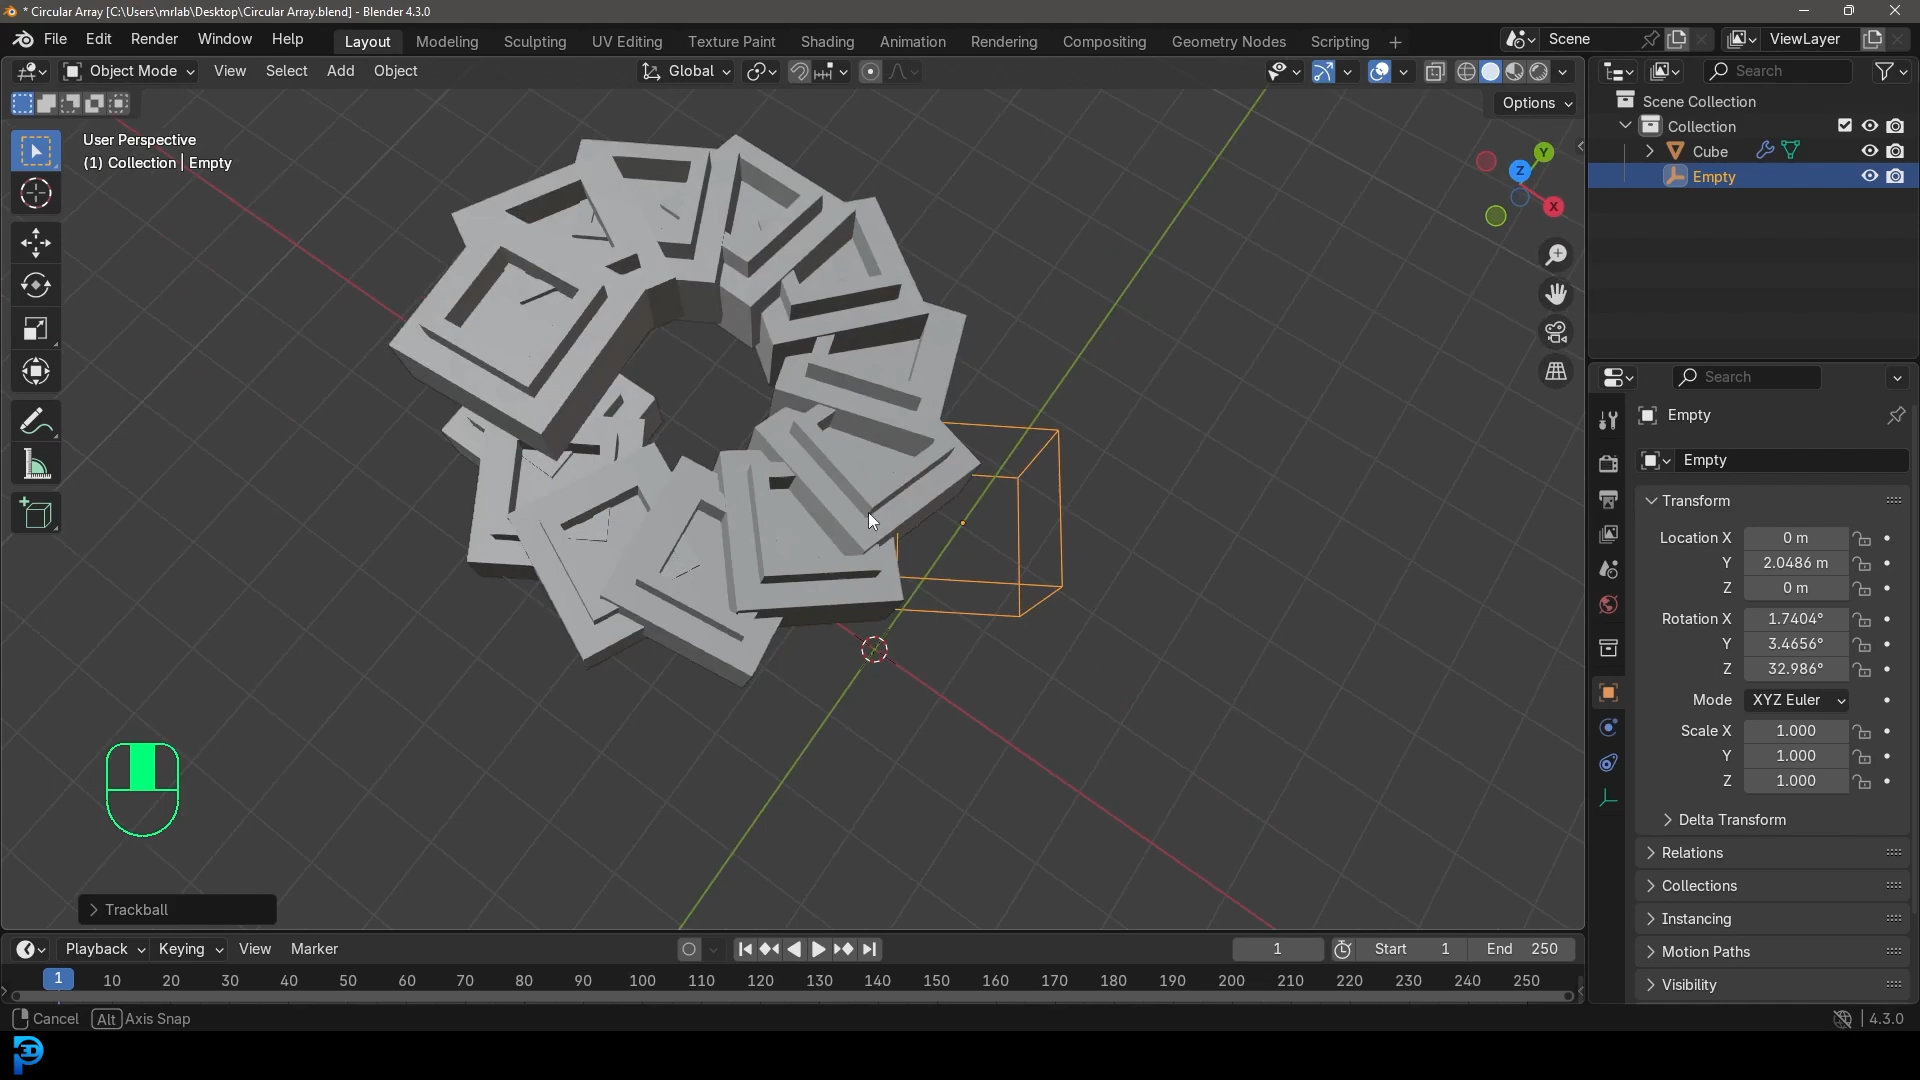 * Circular Array [C:\Users\mrlab\Desktop\Circular Array.blend] - Blender 4.3.0
File Edit Render Window Help Layout Modeling Sculpting UV Editing Texture Paint Shading Animation Rendering Compositing Geometry Nodes Scripting + Scene ViewLayer
Object Mode View Select Add Object Global Search
Options
User Perspective
(1) Collection | Empty
Y
Z
X
Scene Collection
Collection
Cube
Empty
Search
Empty
Empty
Transform
Location X 0 m
Y 2.0486 m
Z 0 m
Rotation X 1.7404°
Y 3.4656°
Z 32.986°
Mode XYZ Euler
Scale X 1.000
Y 1.000
Z 1.000
Delta Transform
Relations
Collections
Instancing
Motion Paths
Visibility
Trackball
Playback Keying View Marker 1 Start 1 End 250
1 10 20 30 40 50 60 70 80 90 100 110 120 130 140 150 160 170 180 190 200 210 220 230 240 250
Cancel Alt Axis Snap 4.3.0
3D